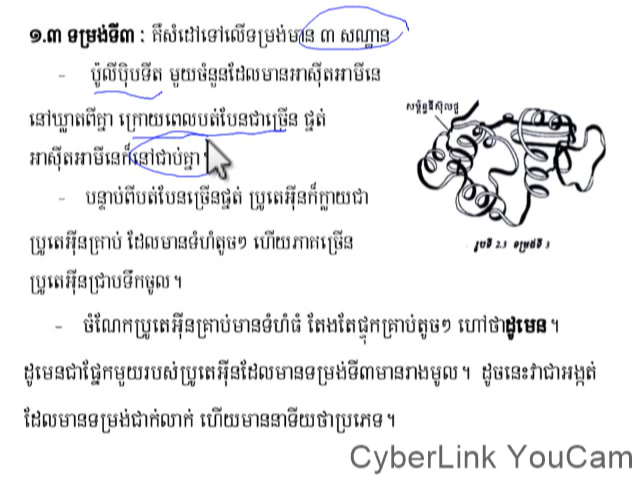 ១.៣ ទម្រង់ទី៣ : គឺសំដៅទៅលើទម្រង់មាន ៣ សណ្ឋាន
- ប៉ូលីប៉ិបទីត មួយចំនួនដែលមានអាស៊ីតអាមីនេ
នៅឃ្លាតពីគ្នា ក្រោយពេលបត់បែនជាច្រើន ផ្នត់
អាស៊ីតអាមីនេក៏នៅជាប់គ្នា។
សម្ព័ន្ធឌីស៊ុលផួ
- បន្ទាប់ពីបត់បែនច្រើនផ្នត់ ប្រូតេអ៊ីនក៏ក្លាយជា
ប្រូតេអ៊ីនគ្រាប់ ដែលមានទំហំតូចៗ ហើយភាគច្រើន
រូបទី 2.3 ទម្រង់ទី 3
ប្រូតេអ៊ីនជ្រាបទឹកចូល ។
- ចំណែកប្រូតេអ៊ីនគ្រាប់មានទំហំធំ តែងតែផ្ទុកគ្រាប់តូចៗ ហៅថាដូមេន ។
ដូមេនជាផ្នែកមួយរបស់ប្រូតេអ៊ីនដែលមានទម្រង់ទី៣មានរាងមូល ។ ដូចនេះវាជាអង្កត់
ដែលមានទម្រង់ជាក់លាក់ ហើយមាននាទីយថាប្រភេទ ។
CyberLink YouCam